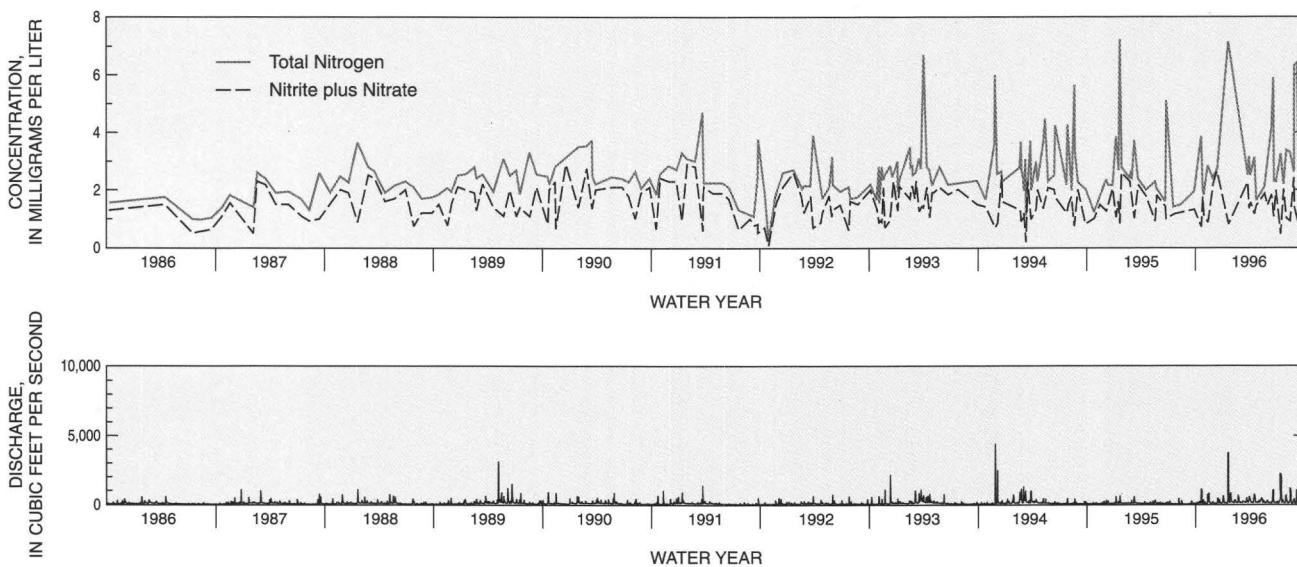 CONCENTRATION,
IN MILLIGRAMS PER LITER
8
6
4
2
0
Total Nitrogen
Nitrite plus Nitrate
1986 1987 1988 1989 1990 1991 1992 1993 1994 1995 1996
WATER YEAR
DISCHARGE,
IN CUBIC FEET PER SECOND
10,000
5,000
0
1986 1987 1988 1989 1990 1991 1992 1993 1994 1995 1996
WATER YEAR